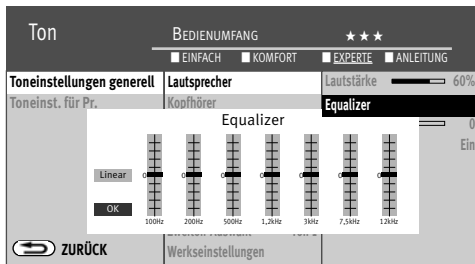 Ton
BEDIENUMFANG ★★★
EINFACH KOMFORT EXPERTE ANLEITUNG
Toneinstellungen generell Lautsprecher Lautstärke 60%
Toneinst. für Pr. Kopfhörer Equalizer
Equalizer
0
Ein
0 0 0 0 0 0 0
Linear
OK
100Hz 200Hz 500Hz 1,2kHz 3kHz 7,5kHz 12kHz
ZURÜCK
Werkseinstellungen